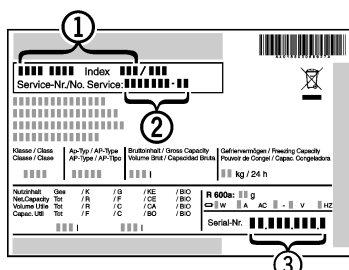 1
Index /
Service-Nr./No. Service: -
2
Klasse / Class
Classe / Clase
Ap-Typ / AP-Type
AP-Type / AP-Tipo
Bruttoinhalt / Gross Capacity
Volume Brut / Capacidad Bruta
Gefriervermögen / Freezing Capacity
Pouvoir de Congel / Capac. Congeladora
kg / 24 h
Nutzinhalt Ges / K / G / KE / BIO
Net.Capacity Tot / R / F / CE / BIO
Volume Utile Tot / R / C / CA / BIO
Capac. Util Tot / F / C / BO / BIO
l l
R 600a: g
W A AC - V HZ
Serial-Nr.
3